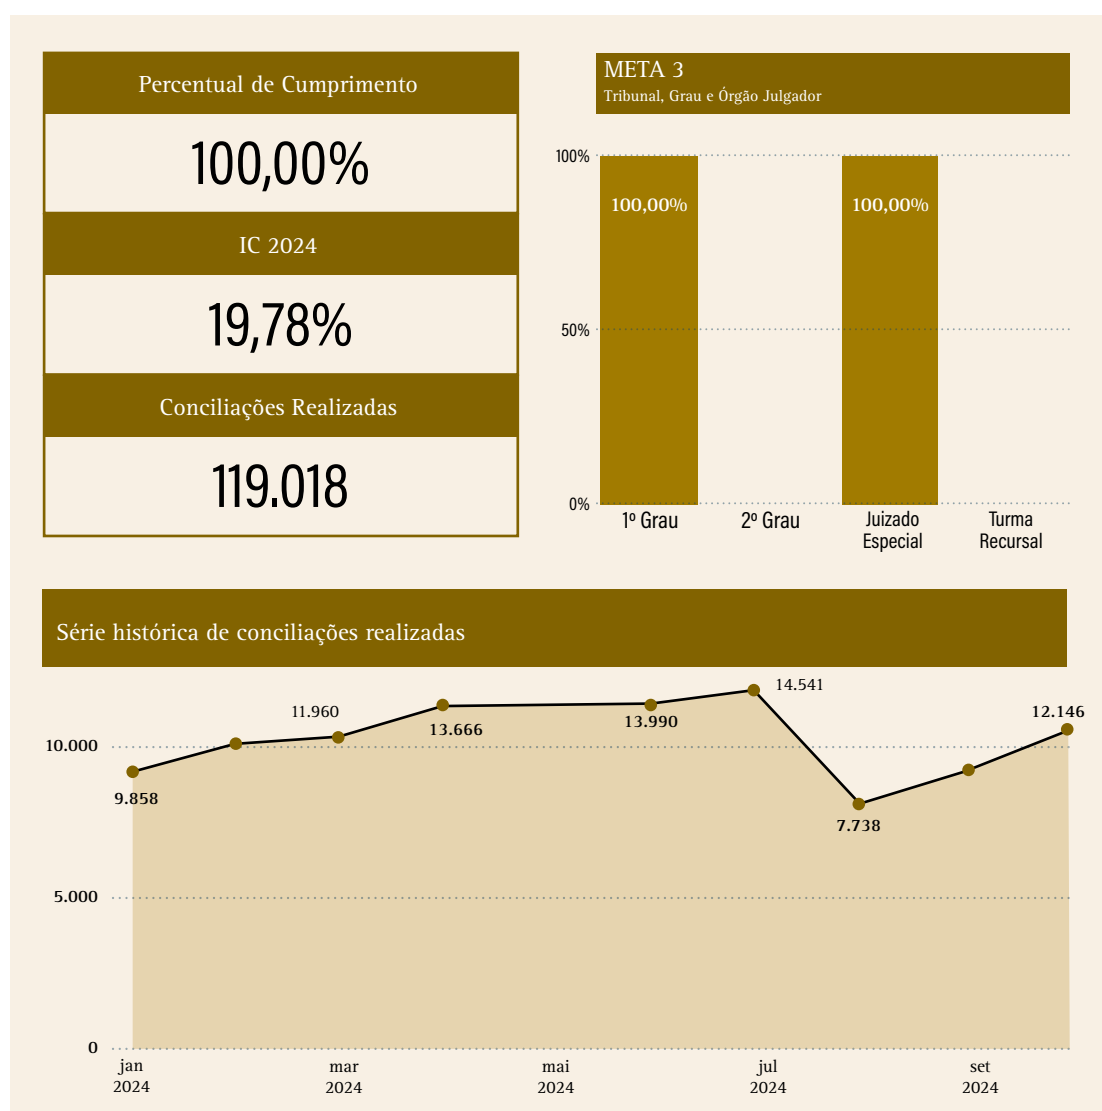 Percentual de Cumprimento
100,00%
IC 2024
19,78%
Conciliações Realizadas
119.018
META 3
Tribunal, Grau e Órgão Julgador
100%
100,00%
100,00%
50%
0%
1º Grau
2º Grau
Juizado
Especial
Turma
Recursal
Série histórica de conciliações realizadas
14.541
11.960
13.666
13.990
12.146
10.000
9.858
7.738
5.000
0
jan
2024
mar
2024
mai
2024
jul
2024
set
2024